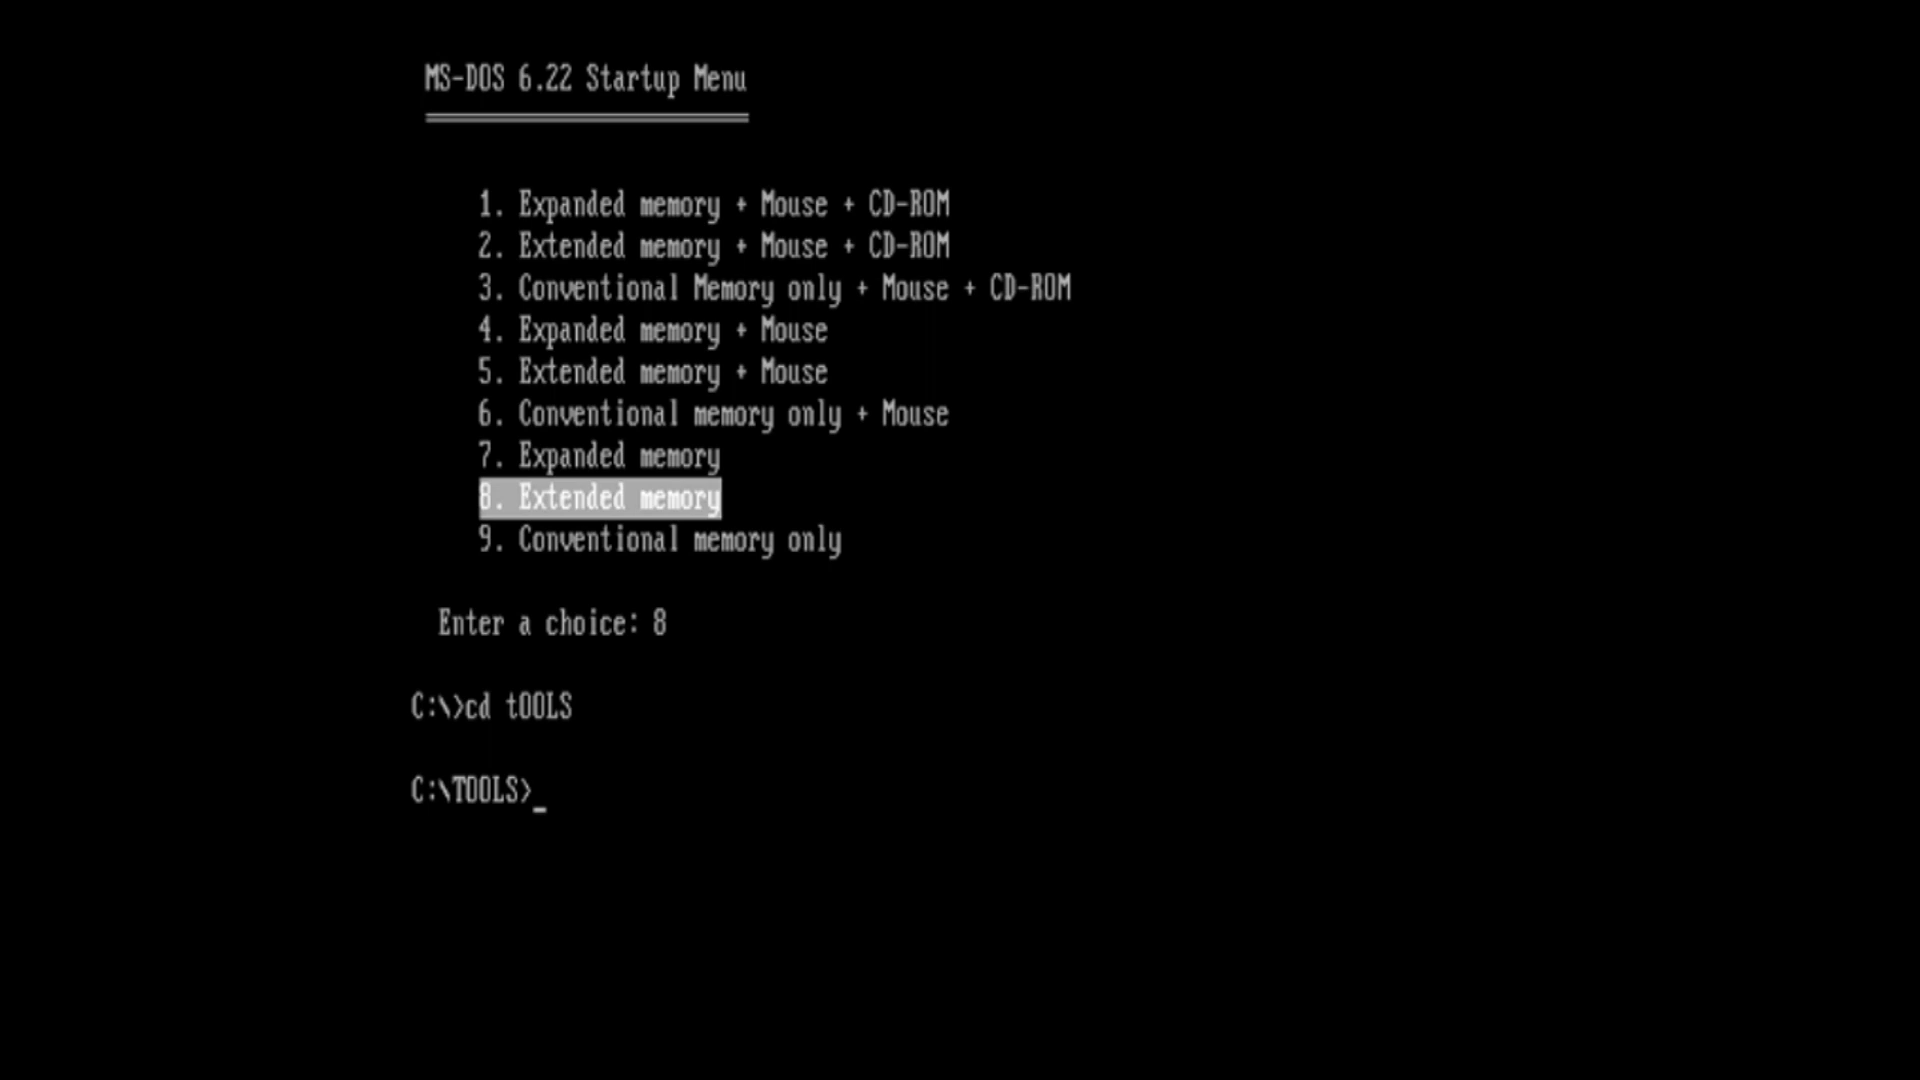 MS-DOS 6.22 Startup Menu
1. Expanded memory + Mouse + CD-ROM
2. Extended memory + Mouse + CD-ROM
3. Conventional Memory only + Mouse + CD-ROM
4. Expanded memory + Mouse
5. Extended memory + Mouse
6. Conventional memory only + Mouse
7. Expanded memory
8. Extended memory
9. Conventional memory only
Enter a choice: 8
C:\>cd tOOLS
C:\TOOLS>_